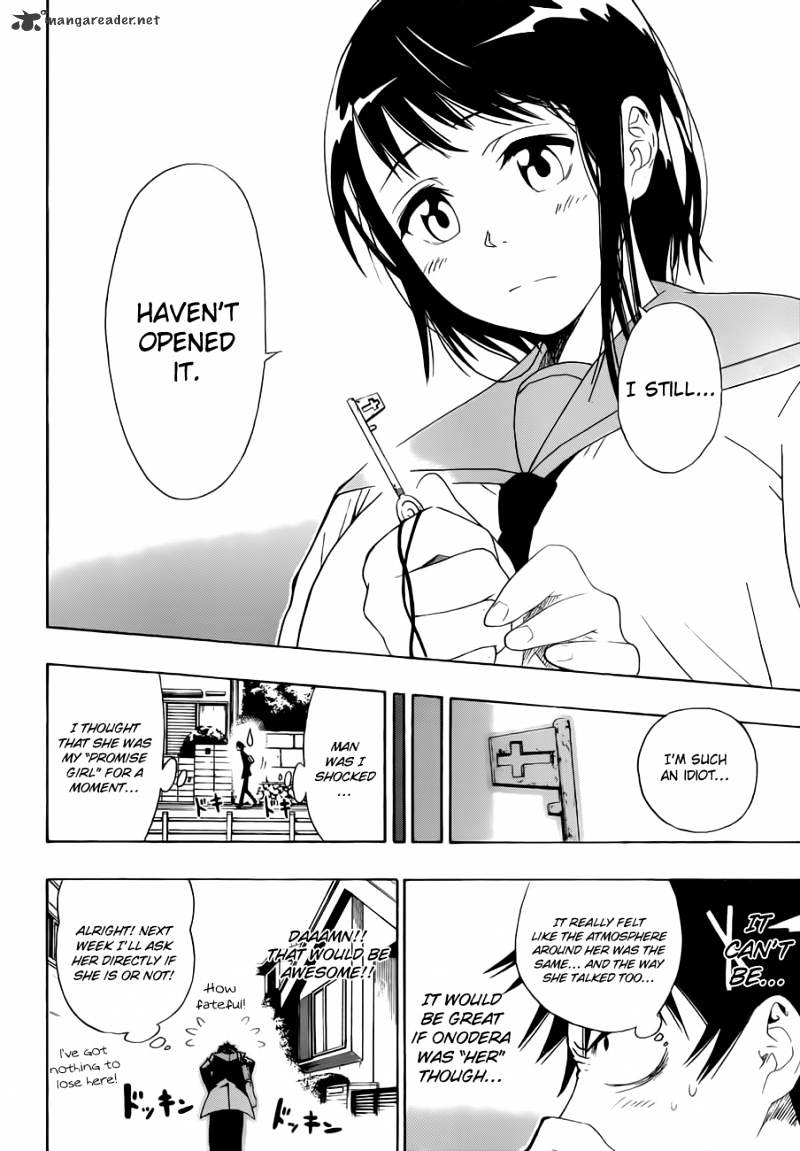 mangareader.net
I STILL...
HAVEN'T
OPENED
IT.
I'M SUCH
AN IDIOT...
MAN WAS
I SHOCKED
...
I THOUGHT
THAT SHE WAS
MY "PROMISE
GIRL" FOR A
MOMENT...
ドキ
ドキ
IT
CAN'T
BE...
IT REALLY FELT
LIKE THE ATMOSPHERE
AROUND HER WAS
THE SAME... AND THE WAY
SHE TALKED TOO...
IT WOULD
BE GREAT
IF ONODERA
WAS "HER"
THOUGH...
DAAAMN!!
THAT WOULD BE
AWESOME!!
ALRIGHT! NEXT
WEEK I'LL ASK
HER DIRECTLY IF
SHE IS OR NOT!
How
fateful!
I've got
nothing to
lose here!
ドッキン
ドッキン